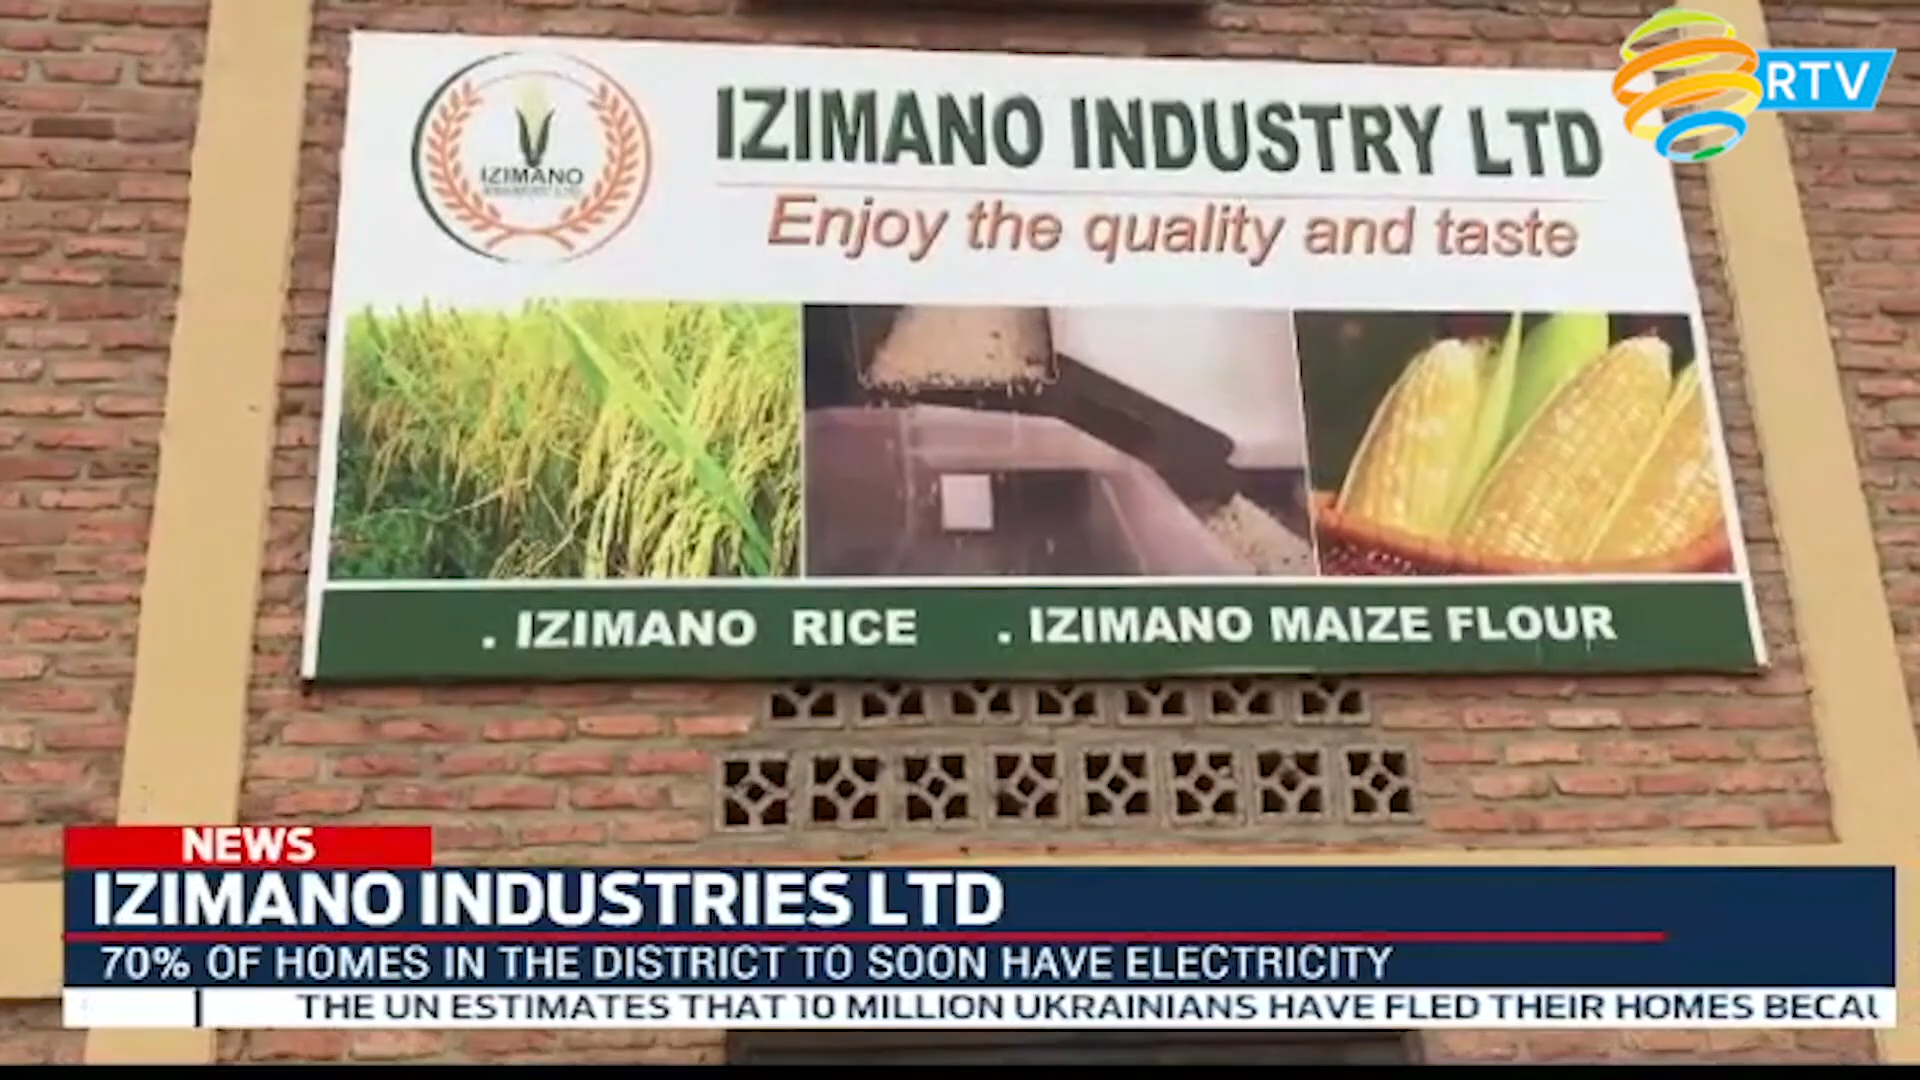 RTV
IZIMANO INDUSTRY LTD
Enjoy the quality and taste
IZIMANO
. IZIMANO RICE . IZIMANO MAIZE FLOUR
NEWS
IZIMANO INDUSTRIES LTD
70% OF HOMES IN THE DISTRICT TO SOON HAVE ELECTRICITY
THE UN ESTIMATES THAT 10 MILLION UKRAINIANS HAVE FLED THEIR HOMES